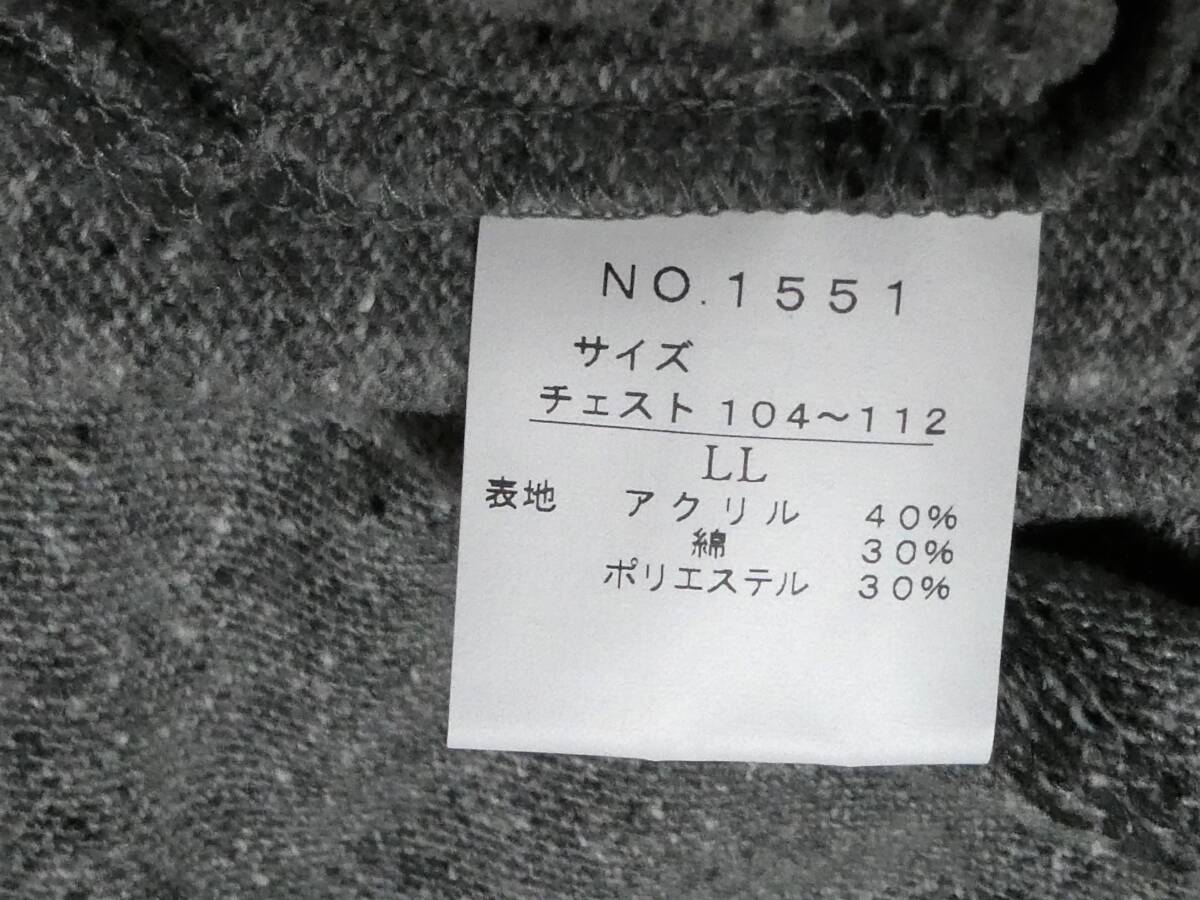 NO.1551
サイズ
チェスト 104～112
LL
表地 アクリル 40%
綿 30%
ポリエステル 30%